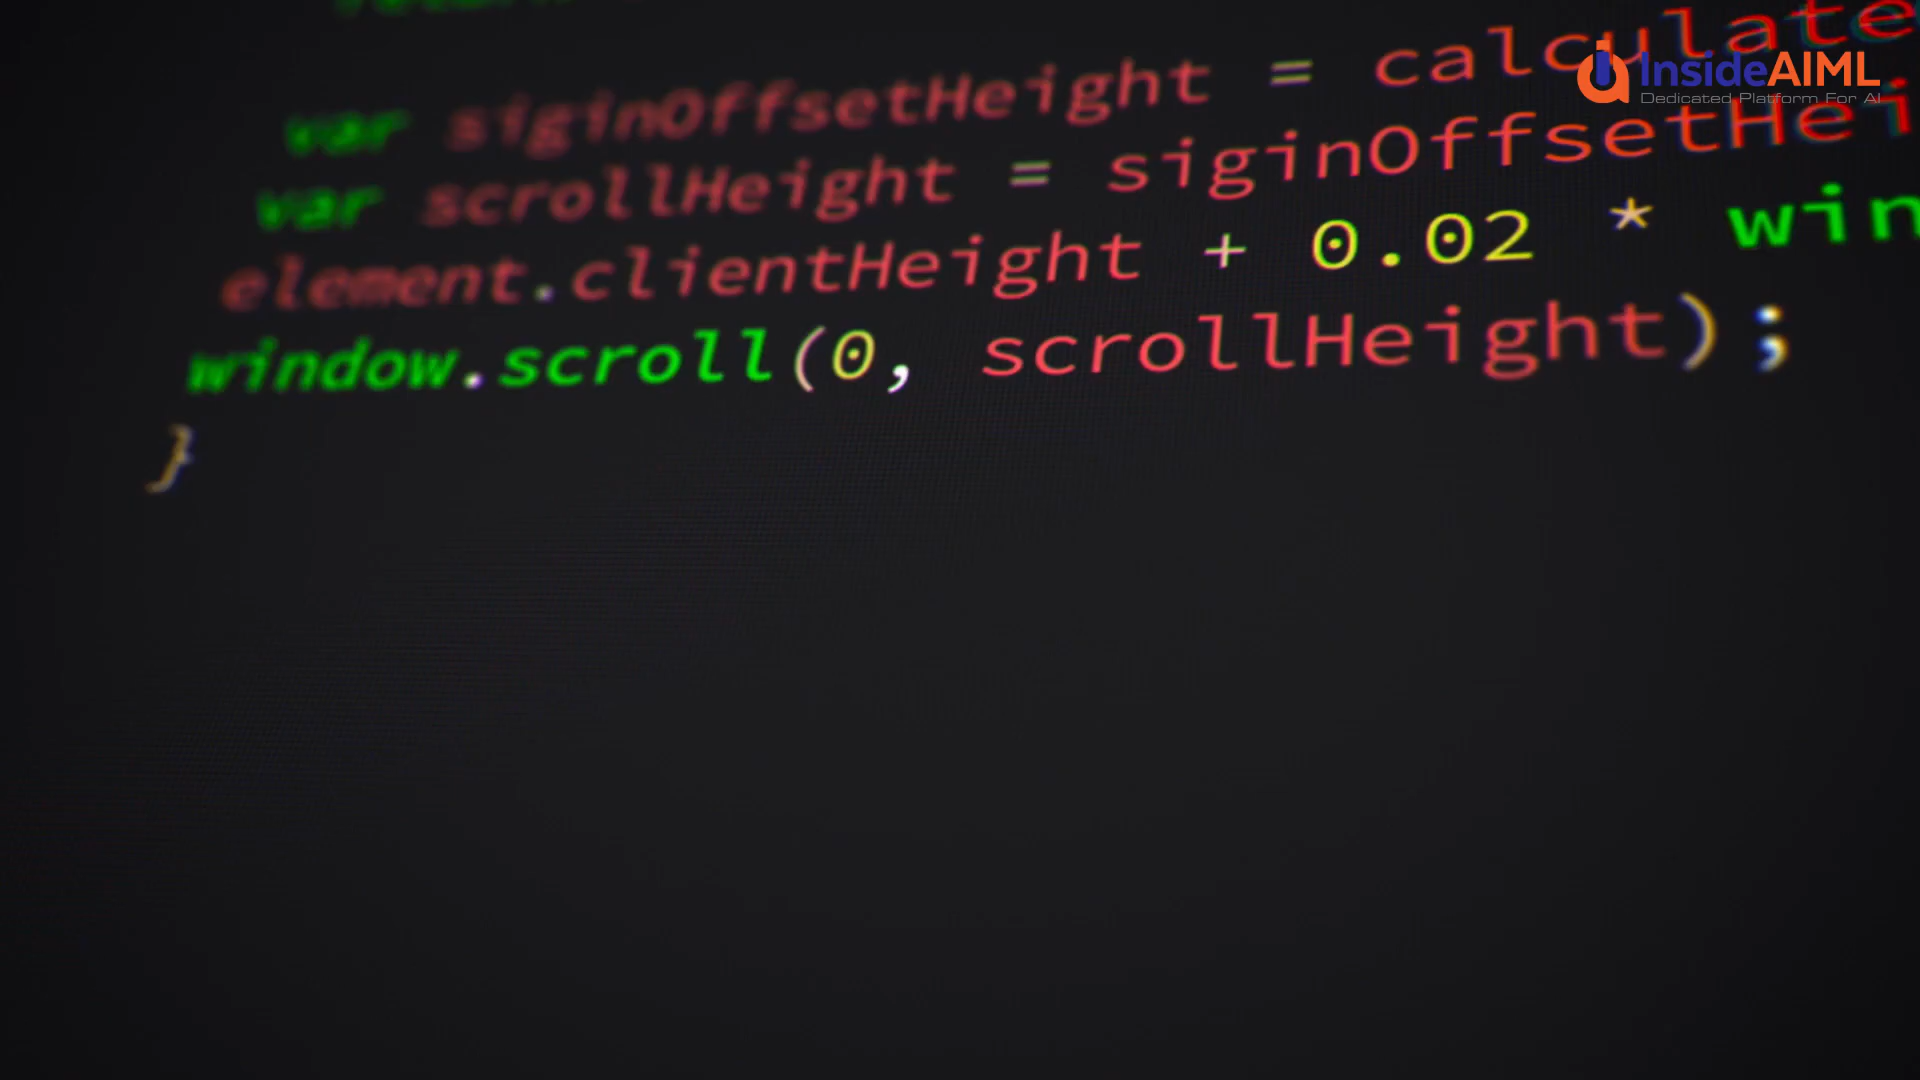 var siginOffsetHeight = calculate
var scrollHeight = siginOffsetHei
element.clientHeight + 0.02 * win
window.scroll(0, scrollHeight);
}
InsideAIML
Dedicated Platform For AI